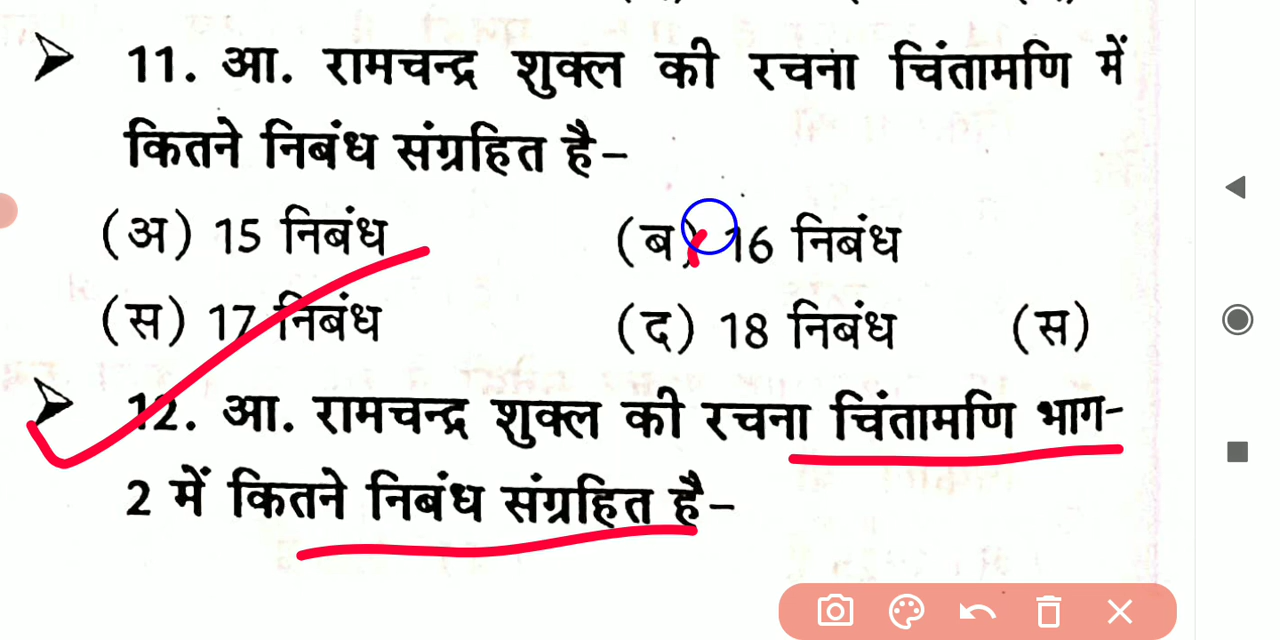 11. आ. रामचन्द्र शुक्ल की रचना चिंतामणि में
कितने निबंध संग्रहित है–
(अ) 15 निबंध (ब) 16 निबंध
(स) 17 निबंध (द) 18 निबंध (स)
12. आ. रामचन्द्र शुक्ल की रचना चिंतामणि भाग-
2 में कितने निबंध संग्रहित है–